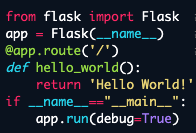 from flask import Flask
app = Flask(__name__)
@app.route('/')
def hello_world():
    return 'Hello World!'
if __name__=="__main__":
    app.run(debug=True)